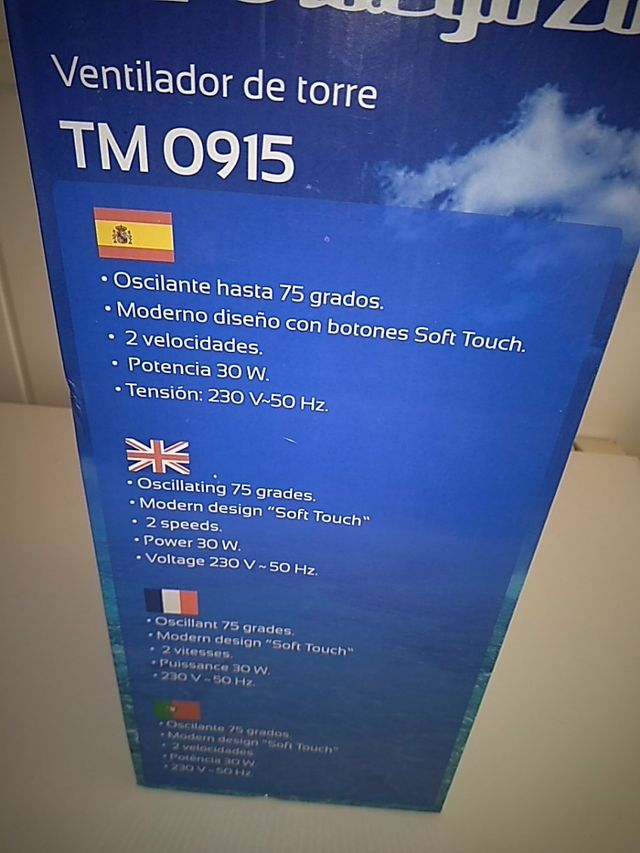 Ventilador de torre
TM 0915
• Oscilante hasta 75 grados.
• Moderno diseño con botones Soft Touch.
• 2 velocidades.
• Potencia 30 W.
• Tensión: 230 V~50 Hz.
• Oscillating 75 grades.
• Modern design "Soft Touch"
• 2 speeds.
• Power 30 W.
• Voltage 230 V ~ 50 Hz.
• Oscillant 75 grades.
• Modern design "Soft Touch"
• 2 vitesses.
• Puissance 30 W.
• 230 V ~ 50 Hz.
• Oscilante 75 grados.
• Modern design "Soft Touch"
• 2 velocidades
• Potência 30 W
• 230 V ~ 50 Hz